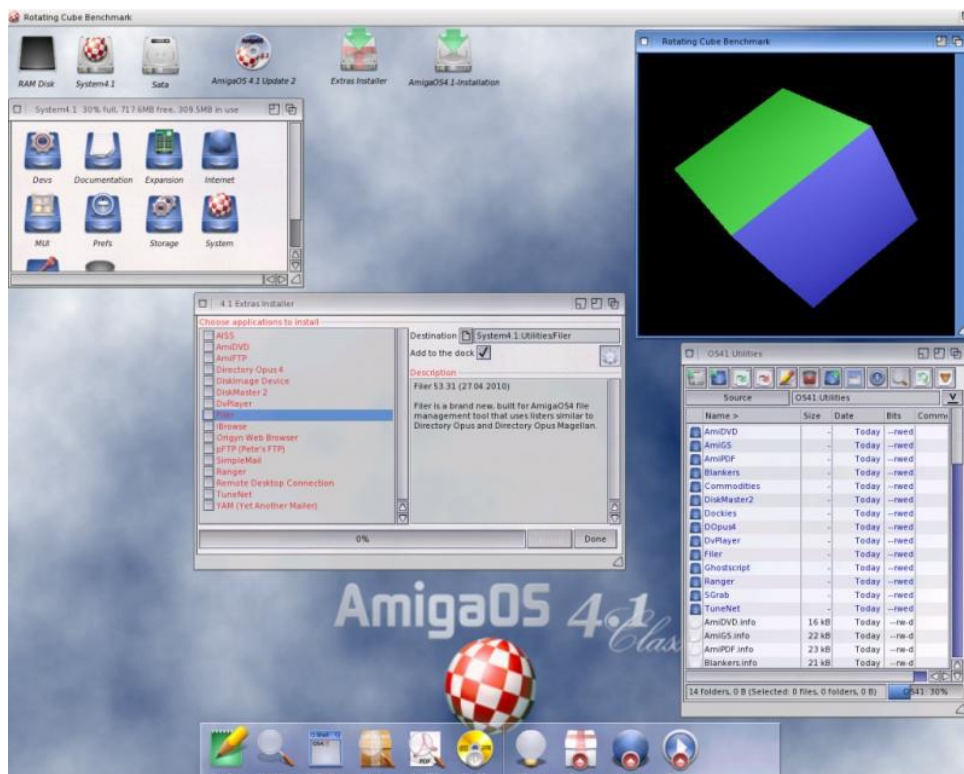 Rotating Cube Benchmark
RAM Disk
System4.1
Sata
AmigaOS 4.1 Update 2
Extras Installer
AmigaOS4.1-Installation
Rotating Cube Benchmark
System4.1 30% full, 717.6MB free, 309.5MB in use
Devs
Documentation
Expansion
Internet
MUI
Prefs
Storage
System
4.1 Extras Installer
Choose applications to install
AISS
AmiDVD
AmiFTP
Directory Opus 4
DiskImage Device
DiskMaster 2
DvPlayer
Filer
IBrowse
Origyn Web Browser
pFTP (Pete's FTP)
SimpleMail
Ranger
Remote Desktop Connection
TuneNet
YAM (Yet Another Mailer)
Destination System4.1:Utilities/Filer
Add to the dock
Description
Filer 53.31 (27.04.2010)
Filer is a brand new, built for AmigaOS4 file
management tool that uses listers similar to
Directory Opus and Directory Opus Magellan.
0%
Done
OS41:Utilities
Source OS41:Utilities
Name > Size Date Bits Comm
AmiDVD - Today --rwed
AmiGS - Today --rwed
AmiPDF - Today --rwed
Blankers - Today --rwed
Commodities - Today --rwed
DiskMaster2 - Today --rwed
Dockies - Today --rwed
DOpus4 - Today --rwed
DvPlayer - Today --rwed
Filer - Today --rwed
Ghostscript - Today --rwed
Ranger - Today --rwed
SGrab - Today --rwed
TuneNet - Today --rwed
AmiDVD.info 16 kB Today --rw-d
AmiGS.info 22 kB Today --rw-d
AmiPDF.info 23 kB Today --rw-d
Blankers.info 21 kB Today --rw-d
14 folders, 0 B (Selected: 0 files, 0 folders, 0 B) OS41: 30%
AmigaOS 4.1
Class
Shell
OS4
PDF